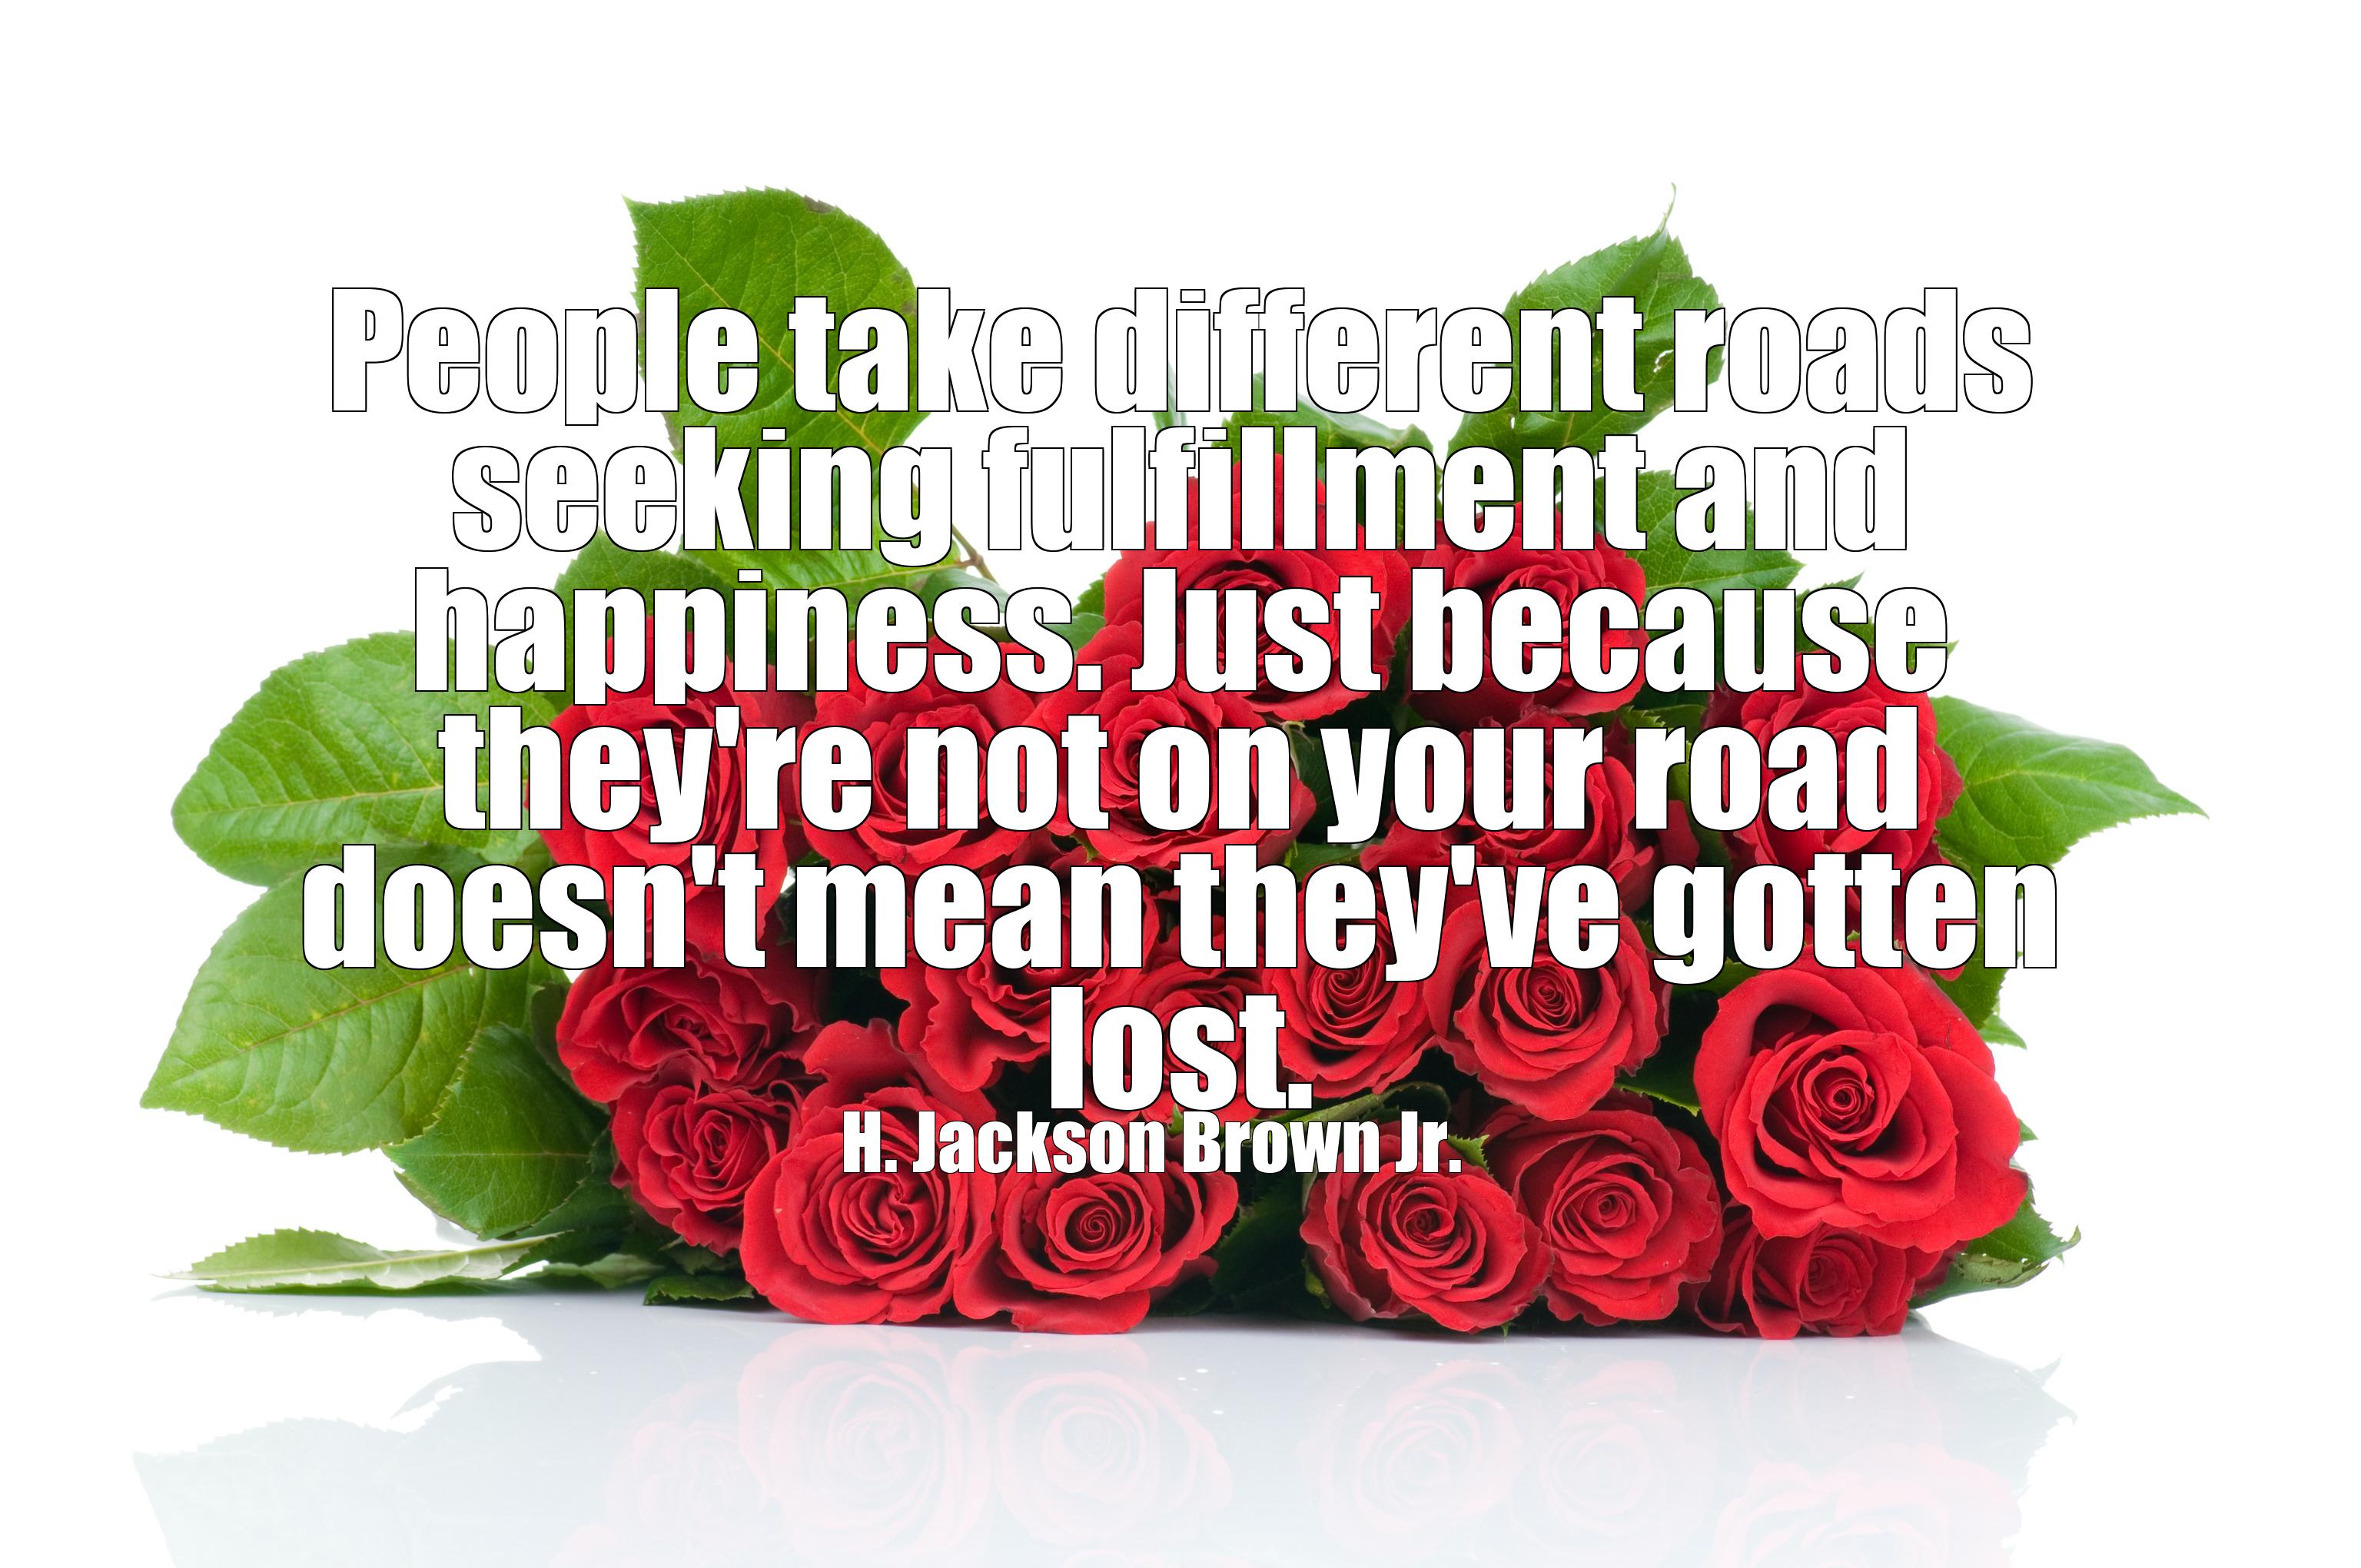 People take different roads
seeking fulfillment and
happiness. Just because
they're not on your road
doesn't mean they've gotten
lost.
H. Jackson Brown Jr.